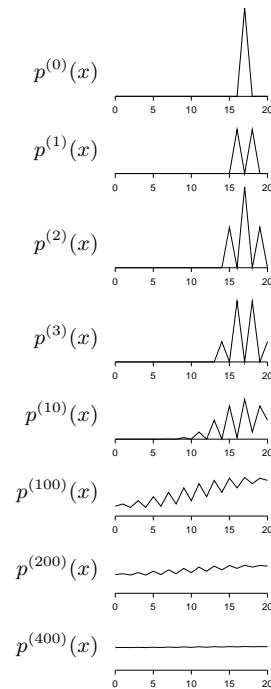 p^{(0)}(x)
0 5 10 15 20
p^{(1)}(x)
0 5 10 15 20
p^{(2)}(x)
0 5 10 15 20
p^{(3)}(x)
0 5 10 15 20
p^{(10)}(x)
0 5 10 15 20
p^{(100)}(x)
0 5 10 15 20
p^{(200)}(x)
0 5 10 15 20
p^{(400)}(x)
0 5 10 15 20